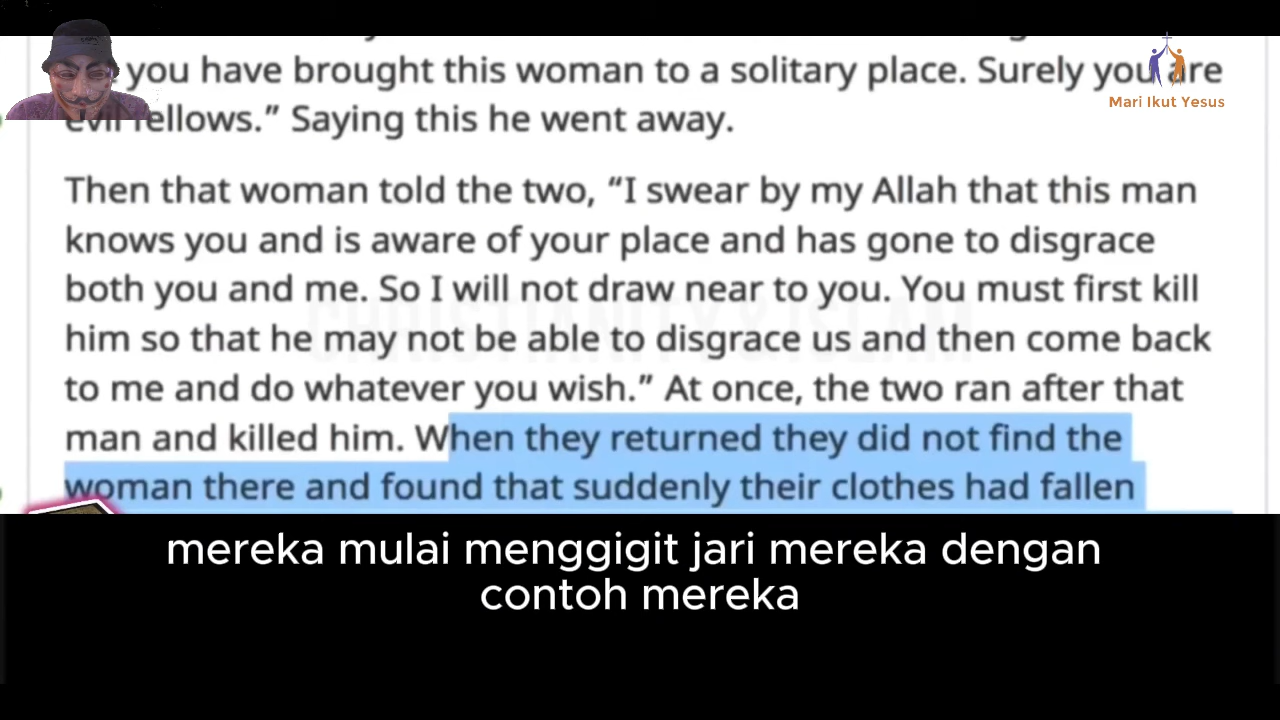 you have brought this woman to a solitary place. Surely you are
Mari Ikut Yesus
evil fellows.” Saying this he went away.
Then that woman told the two, “I swear by my Allah that this man
knows you and is aware of your place and has gone to disgrace
both you and me. So I will not draw near to you. You must first kill
him so that he may not be able to disgrace us and then come back
to me and do whatever you wish.” At once, the two ran after that
man and killed him. When they returned they did not find the
woman there and found that suddenly their clothes had fallen
CHRISTIANITY & ISLAM
mereka mulai menggigit jari mereka dengan
contoh mereka